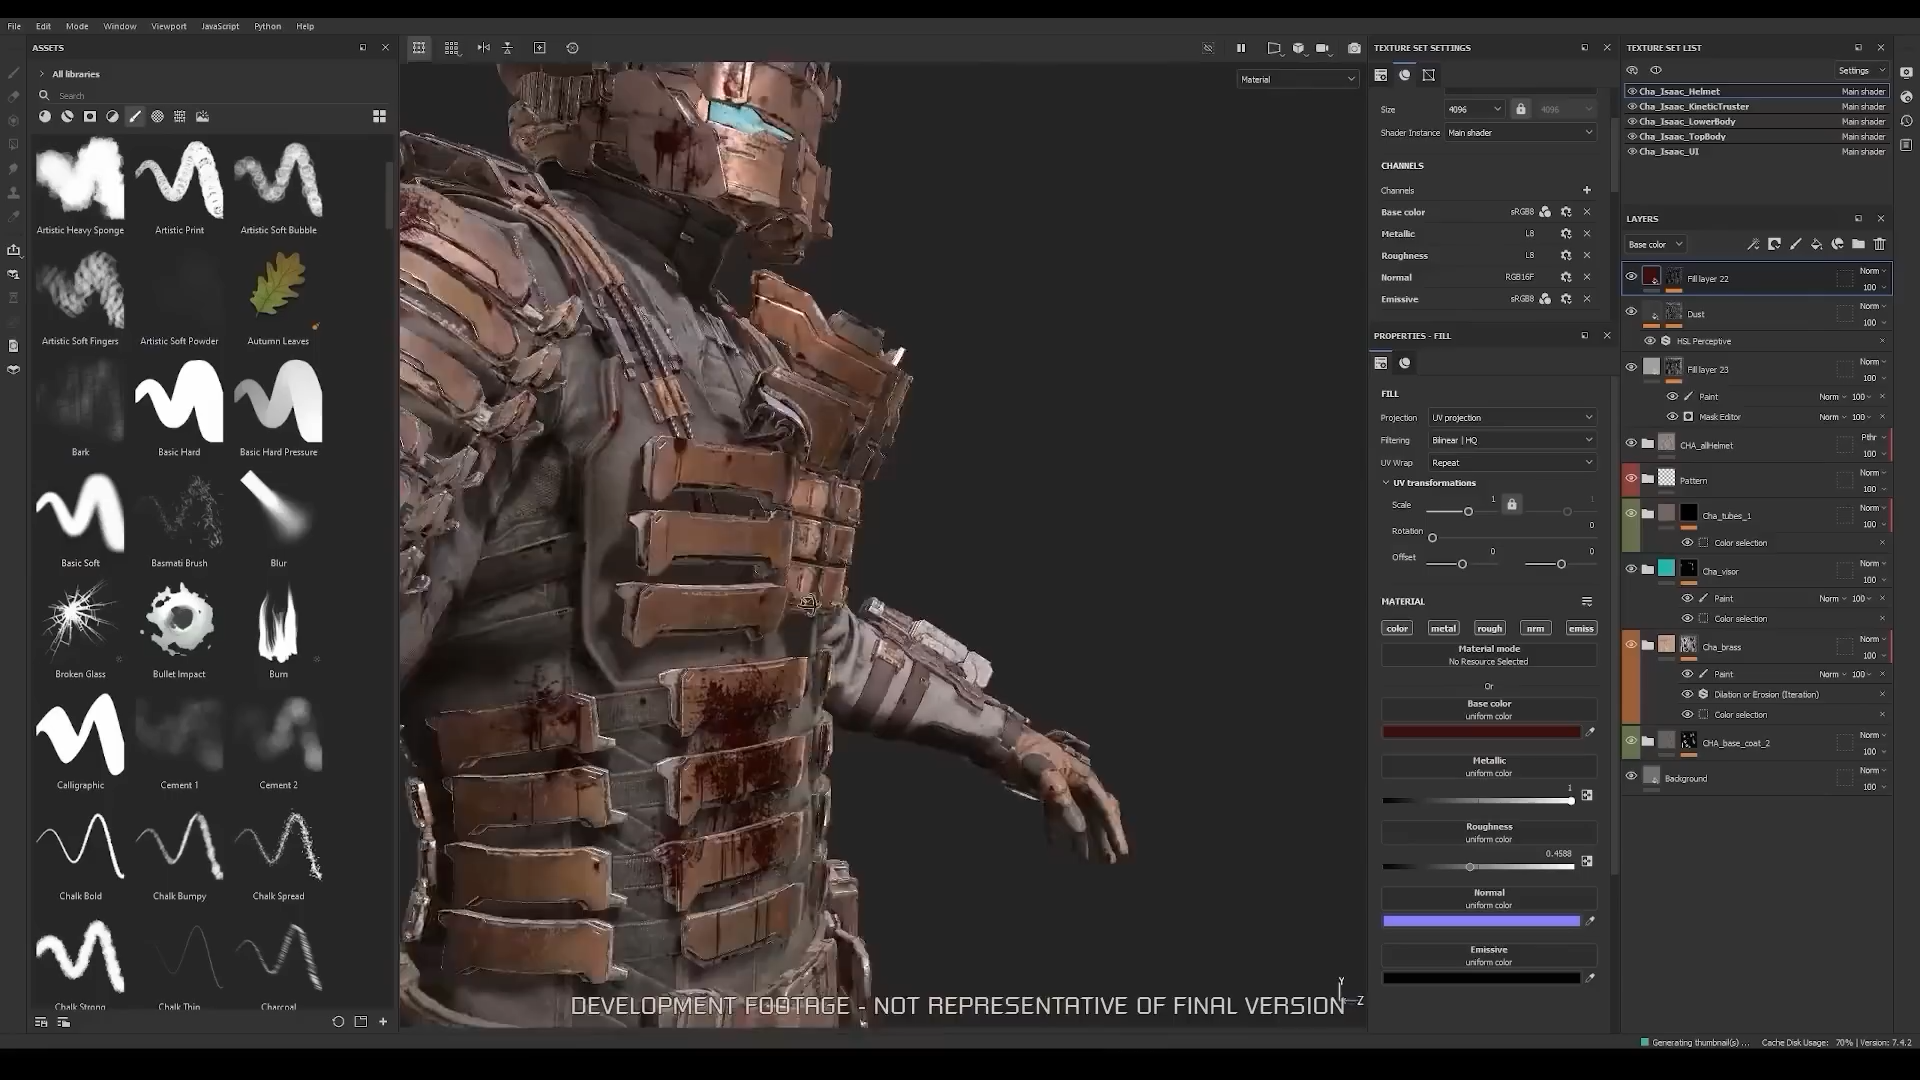 File Edit Mode Window Viewport JavaScript Python Help
ASSETS
All libraries
Search
Artistic Heavy Sponge Artistic Print Artistic Soft Bubble
Artistic Soft Fingers Artistic Soft Powder Autumn Leaves
Bark Basic Hard Basic Hard Pressure
Basic Soft Basmati Brush Blur
Broken Glass Bullet Impact Burn
Calligraphic Cement 1 Cement 2
Chalk Bold Chalk Bumpy Chalk Spread
Chalk Strong Chalk Thin Charcoal
Material
DEVELOPMENT FOOTAGE - NOT REPRESENTATIVE OF FINAL VERSION
Y
Z
TEXTURE SET SETTINGS
Size 4096 4096
Shader Instance Main shader
CHANNELS
Channels
Base color sRGB8
Metallic L8
Roughness L8
Normal RGB16F
Emissive sRGB8
PROPERTIES - FILL
FILL
Projection UV projection
Filtering Bilinear | HQ
UV Wrap Repeat
UV transformations
Scale 1 1
Rotation 0
Offset 0 0
MATERIAL
color metal rough nrm emiss
Material mode
No Resource Selected
Or
Base color
uniform color
Metallic
uniform color
1
Roughness
uniform color
0.4588
Normal
uniform color
Emissive
uniform color
TEXTURE SET LIST
Settings
Cha_Isaac_Helmet Main shader
Cha_Isaac_KineticTruster Main shader
Cha_Isaac_LowerBody Main shader
Cha_Isaac_TopBody Main shader
Cha_Isaac_UI Main shader
LAYERS
Base color
Fill layer 22 Norm 100
Dust Norm 100
HSL Perceptive
Fill layer 23 Norm 100
Paint Norm 100
Mask Editor Norm 100
CHA_allHelmet Pthr 100
Pattern Norm 100
Cha_tubes_1 Norm 100
Color selection
Cha_visor Norm 100
Paint Norm 100
Color selection
Cha_brass Norm 100
Paint Norm 100
Dilation or Erosion (Iteration)
Color selection
CHA_base_coat_2 Norm 100
Background Norm 100
Generating thumbnail(s) ... Cache Disk Usage: 70% | Version: 7.4.2